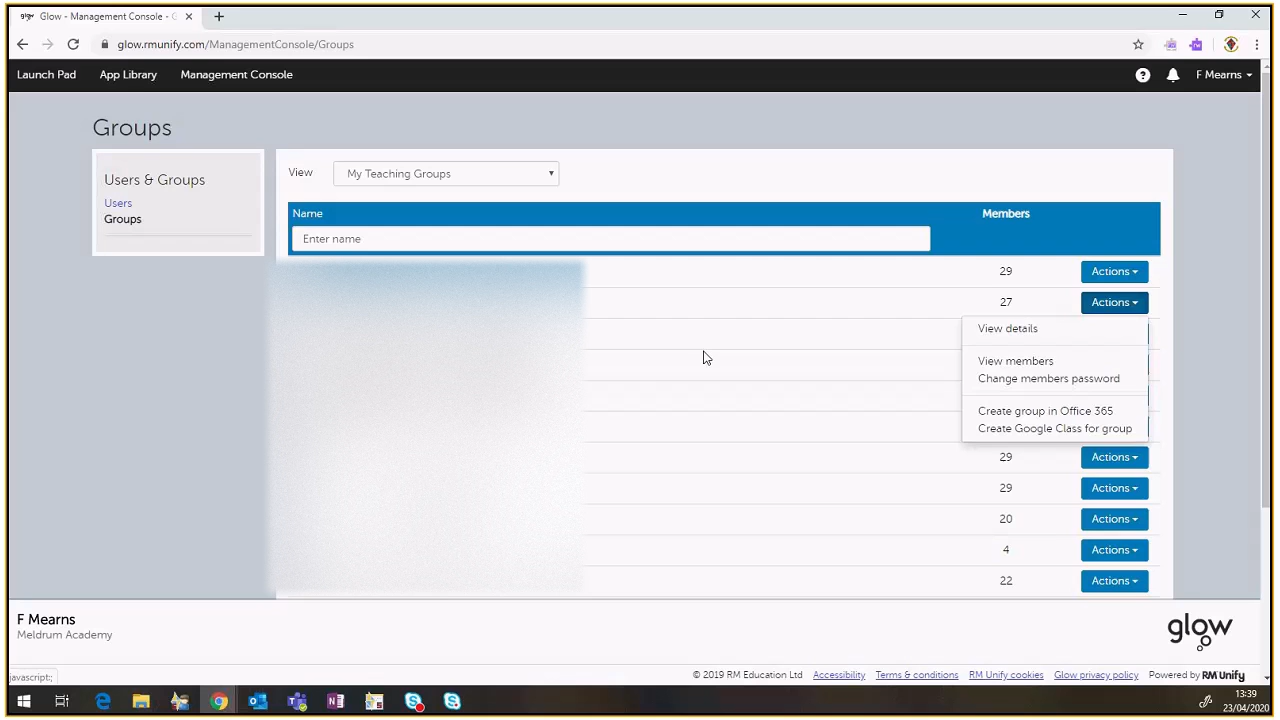 Glow - Management Console - G
glow.rmunify.com/ManagementConsole/Groups
Launch Pad App Library Management Console F Mearns
Groups
Users & Groups
Users
Groups
View My Teaching Groups
Name Members
Enter name
29 Actions
27 Actions
View details
View members
Change members password
Create group in Office 365
Create Google Class for group
29 Actions
29 Actions
20 Actions
4 Actions
22 Actions
F Mearns
Meldrum Academy
glow
javascript:;
© 2019 RM Education Ltd Accessibility Terms & conditions RM Unify cookies Glow privacy policy Powered by RM Unify
13:39
23/04/2020